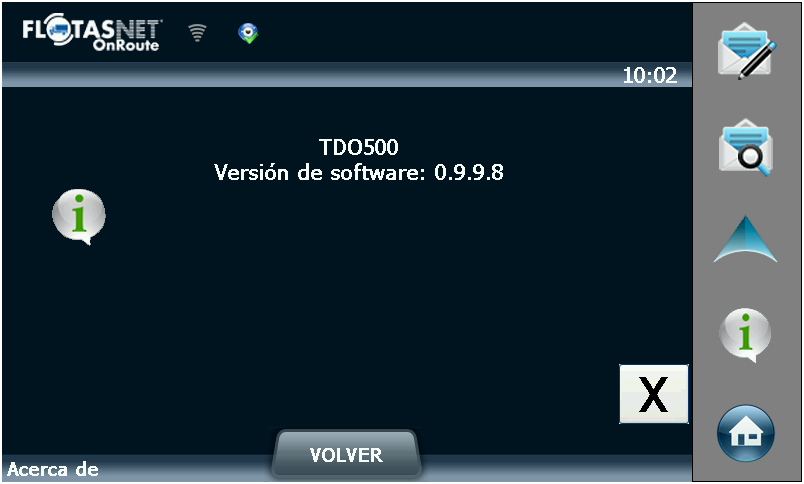 FLOTASNET
OnRoute
10:02
TDO500
Versión de software: 0.9.9.8
X
VOLVER
Acerca de